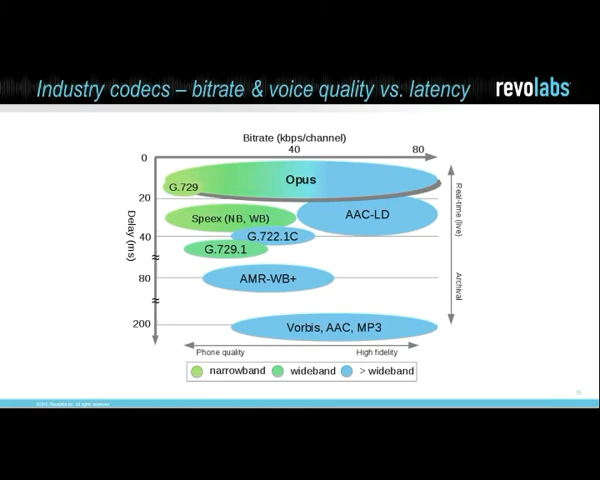 Industry codecs – bitrate & voice quality vs. latency
revolabs
Bitrate (kbps/channel)
40
80
0
Opus
G.729
20
AAC-LD
Speex (NB, WB)
G.722.1C
40
G.729.1
Delay (ms)
Real-time (live)
80
AMR-WB+
Archival
200
Vorbis, AAC, MP3
Phone quality
High fidelity
narrowband
wideband
> wideband
15